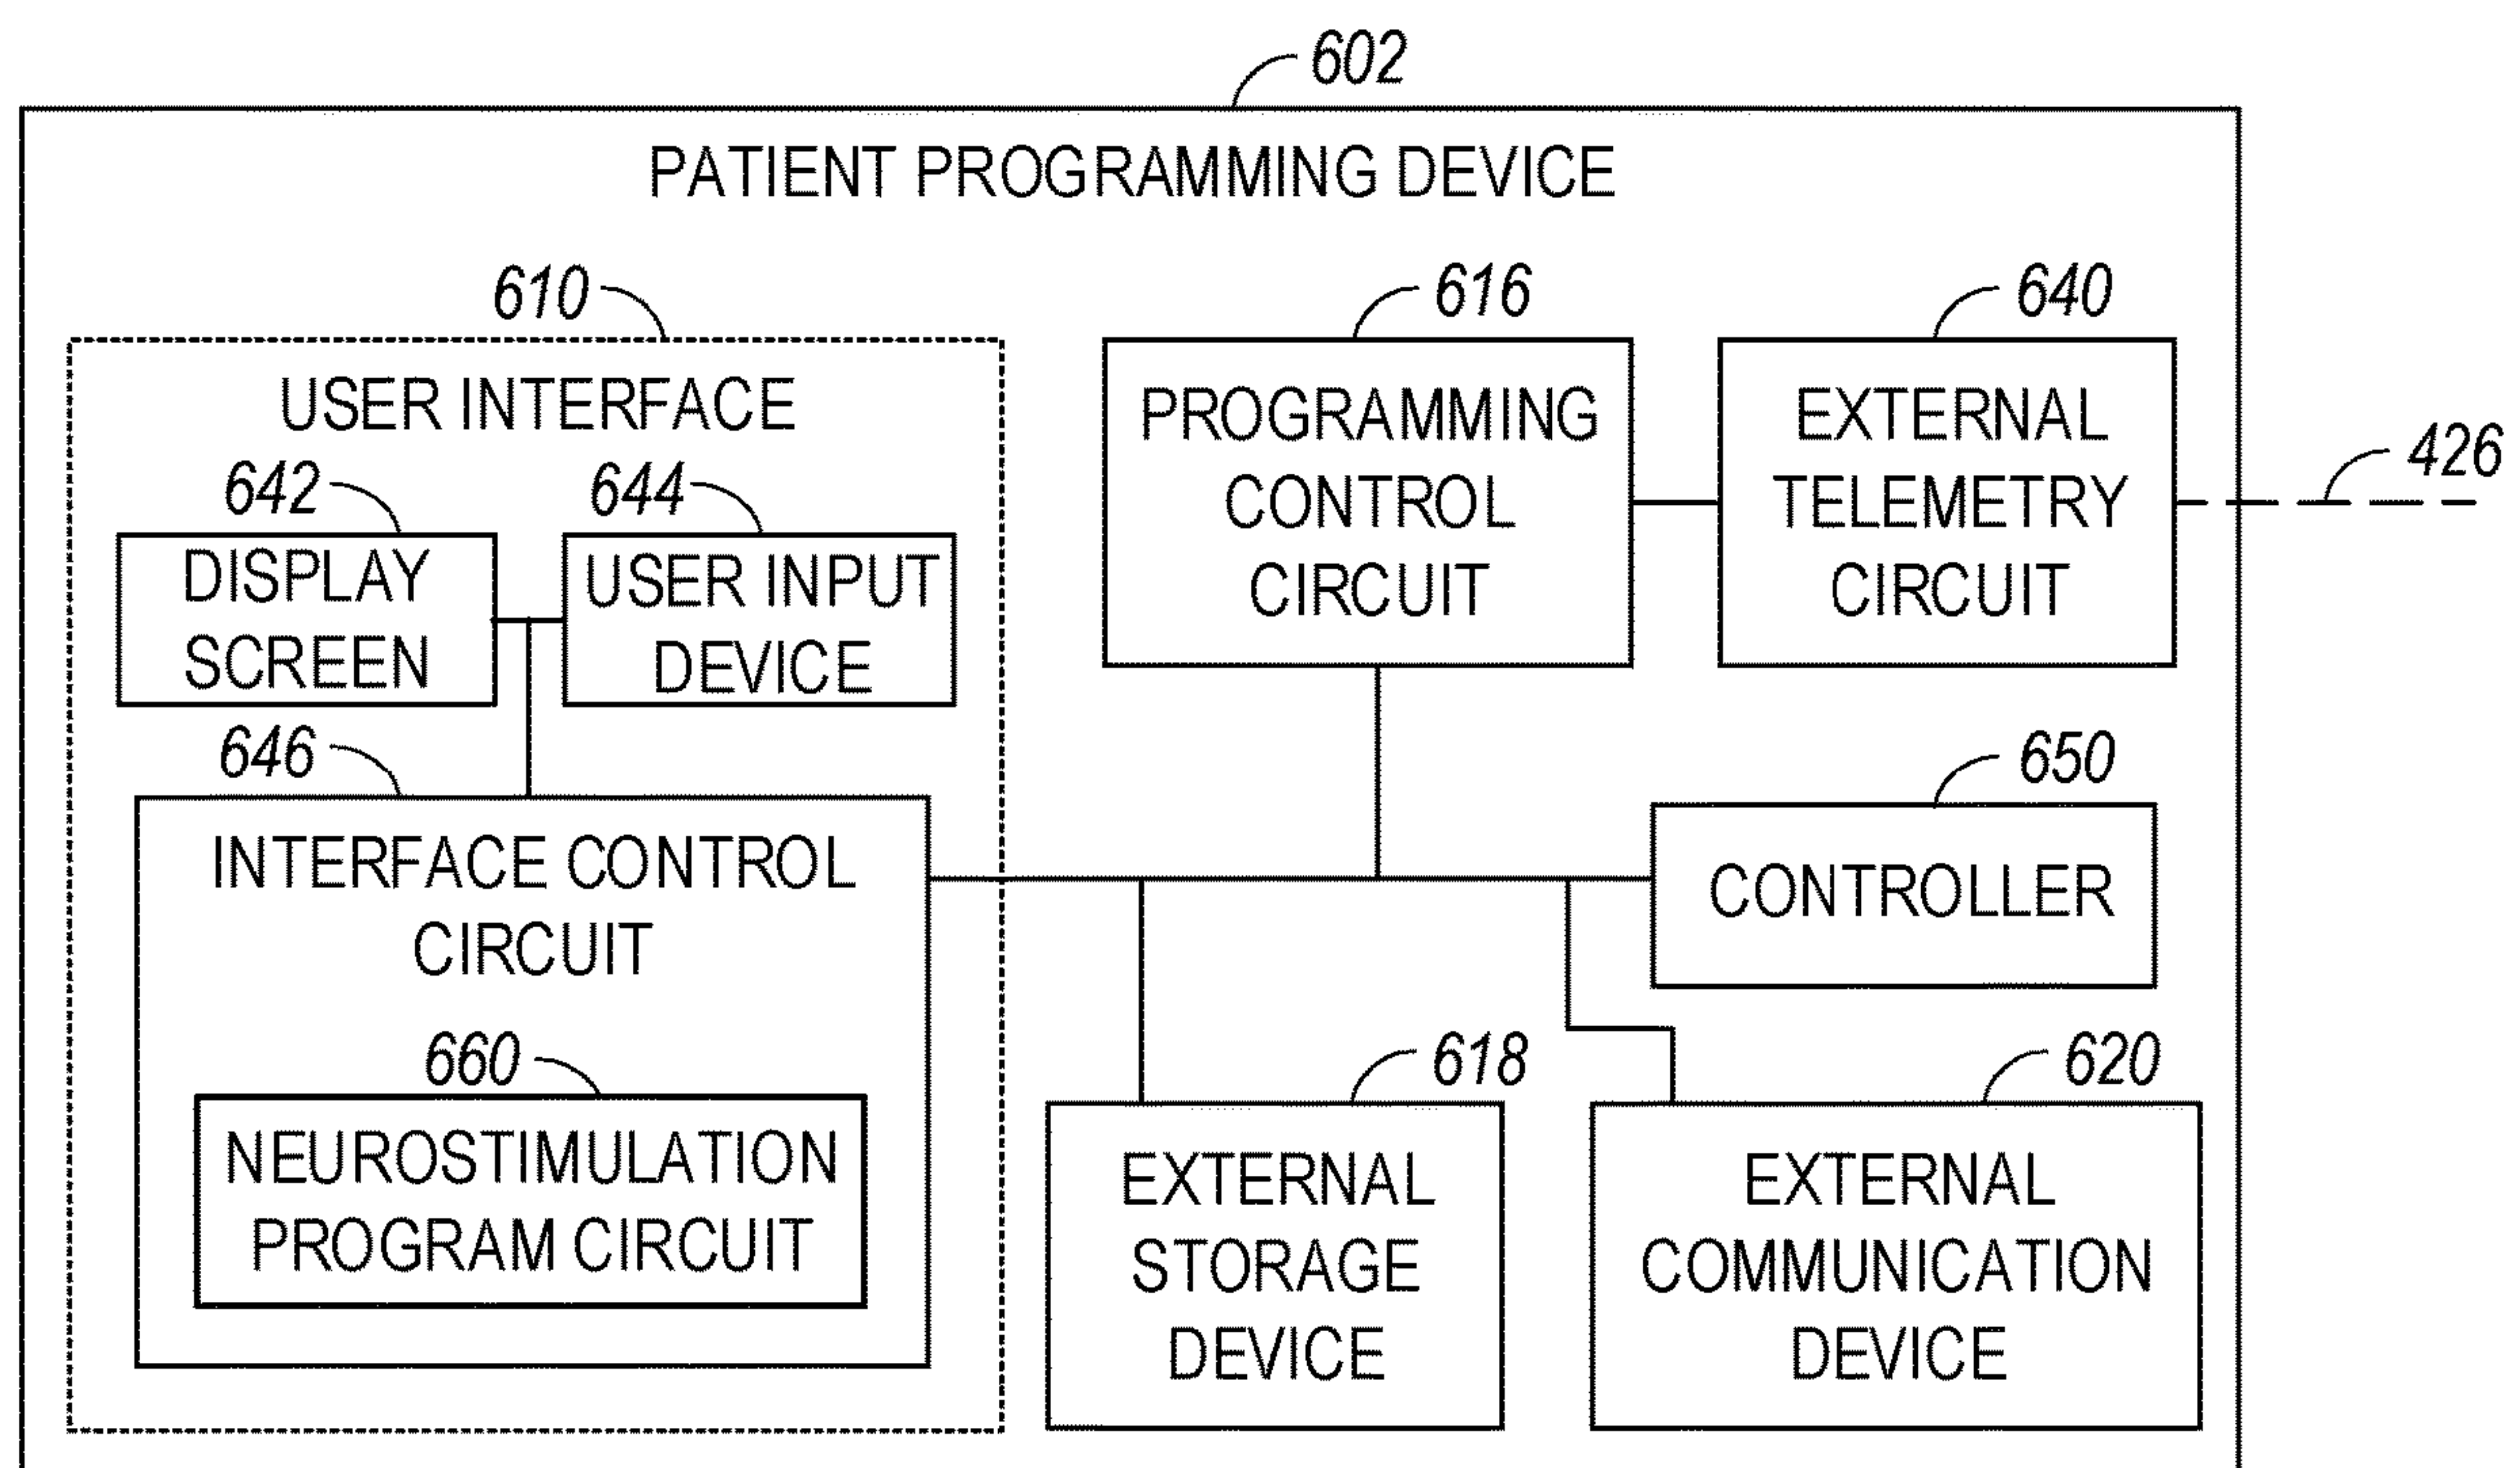 602
PATIENT PROGRAMMING DEVICE
610
USER INTERFACE
642
DISPLAY
SCREEN
644
USER INPUT
DEVICE
646
INTERFACE CONTROL
CIRCUIT
660
NEUROSTIMULATION
PROGRAM CIRCUIT
616
PROGRAMMING
CONTROL
CIRCUIT
640
EXTERNAL
TELEMETRY
CIRCUIT
426
650
CONTROLLER
618
EXTERNAL
STORAGE
DEVICE
620
EXTERNAL
COMMUNICATION
DEVICE